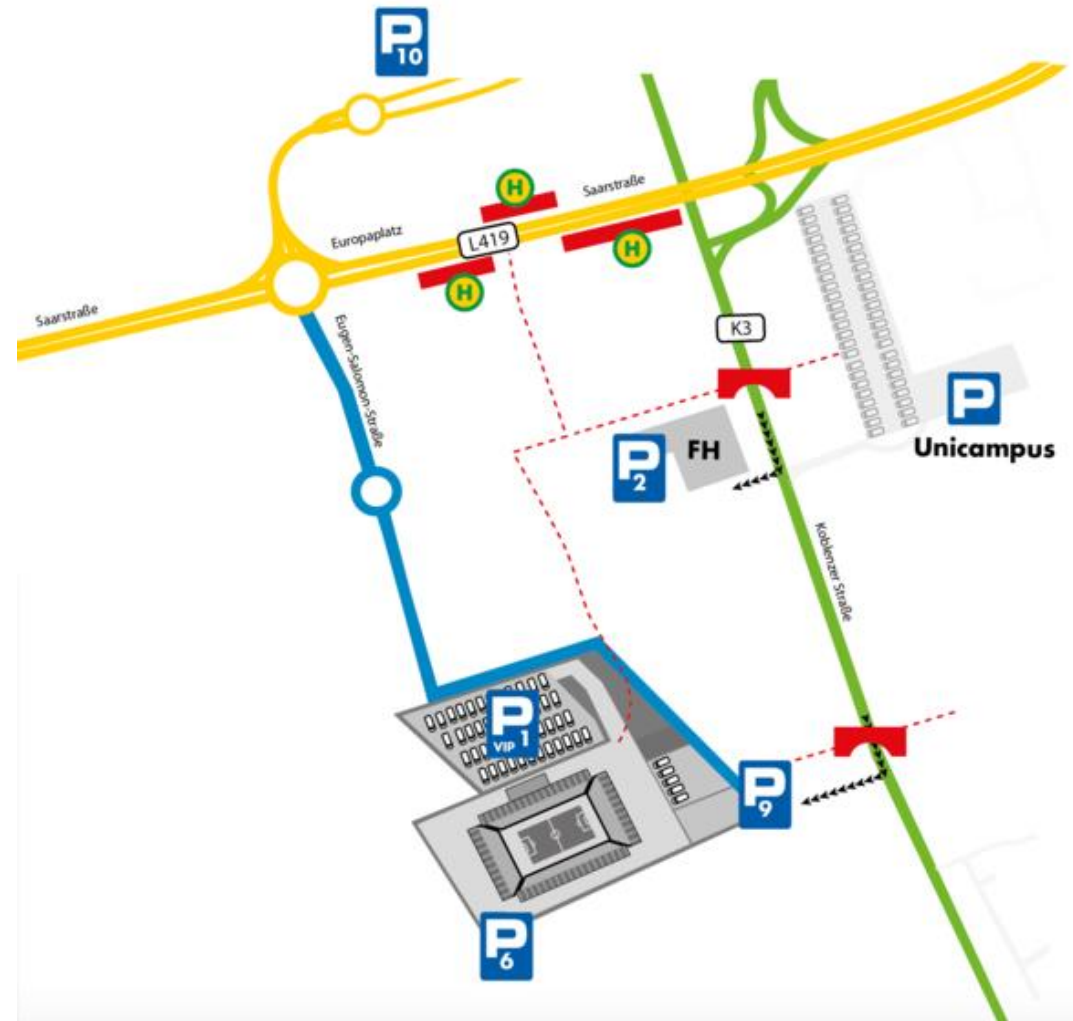 P
10
H
Saarstraße
Europaplatz
L419
H
H
Saarstraße
K3
Eugen-Salomon-Straße
P
Unicampus
P
2
FH
Koblenzer Straße
P
VIP 1
P
9
P
6